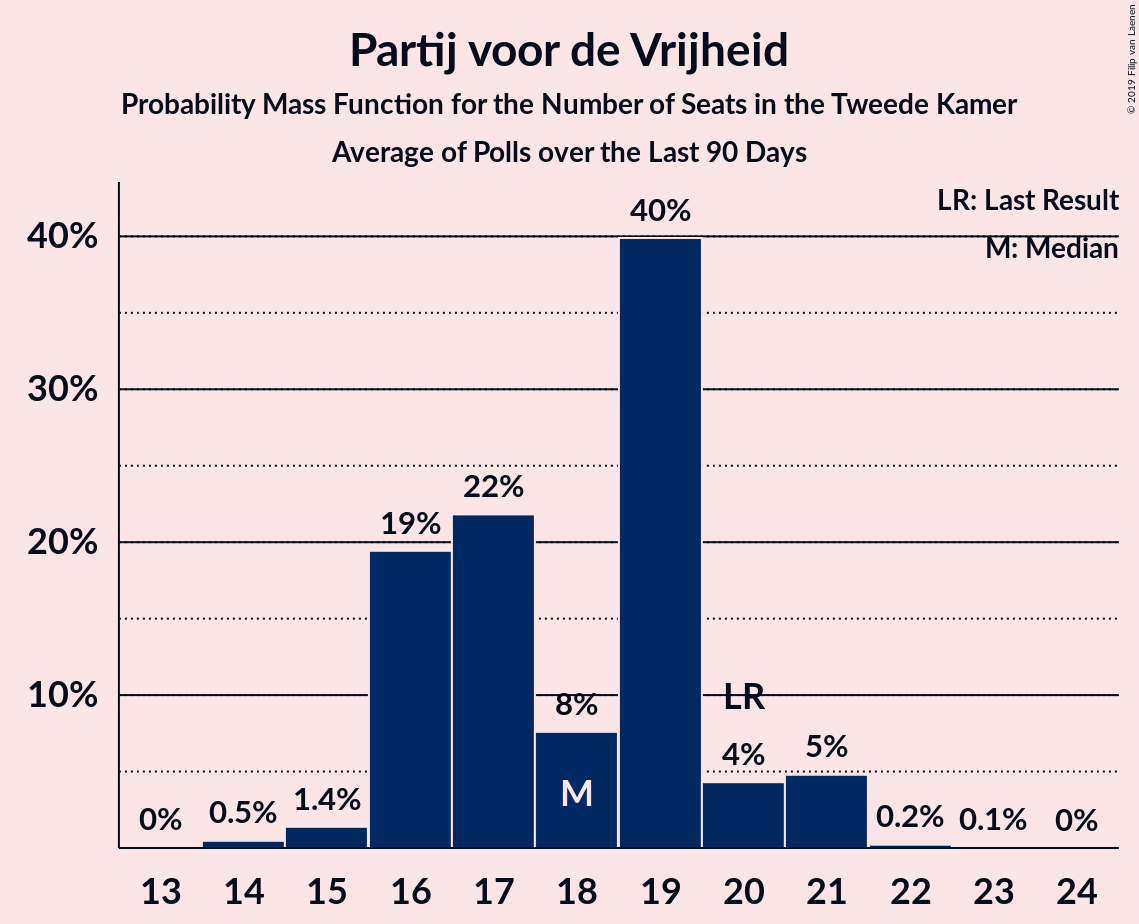 Partij voor de Vrijheid
Probability Mass Function for the Number of Seats in the Tweede Kamer
Average of Polls over the Last 90 Days
© 2019 Filip van Laenen
LR: Last Result
M: Median
40%
30%
20%
10%
0%
0.5%
1.4%
19%
22%
8%
M
40%
LR
4%
5%
0.2%
0.1%
0%
13 14 15 16 17 18 19 20 21 22 23 24